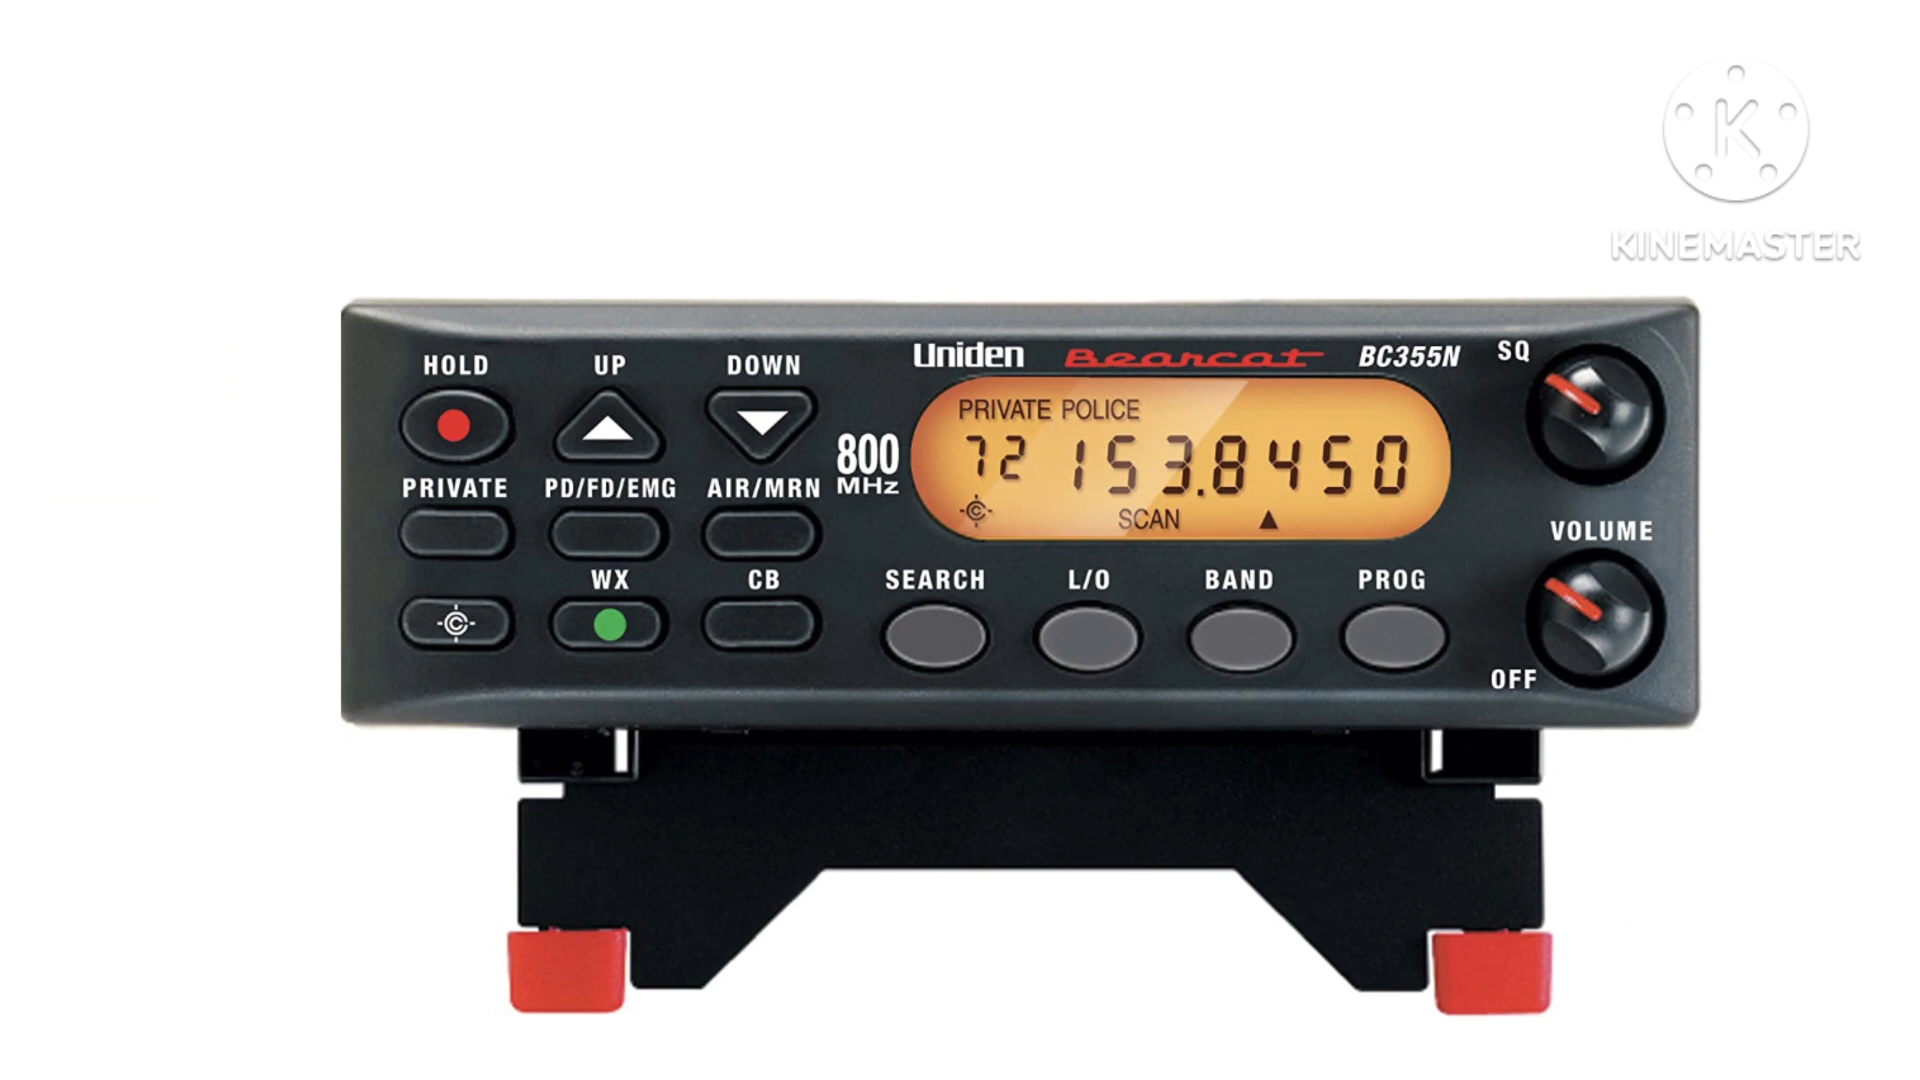 KINEMASTER
HOLD UP DOWN
Uniden Bearcat BC355N
SQ
PRIVATE POLICE
72 153.8450
SCAN
800
MHz
PRIVATE PD/FD/EMG AIR/MRN
VOLUME
WX CB
SEARCH L/O BAND PROG
OFF